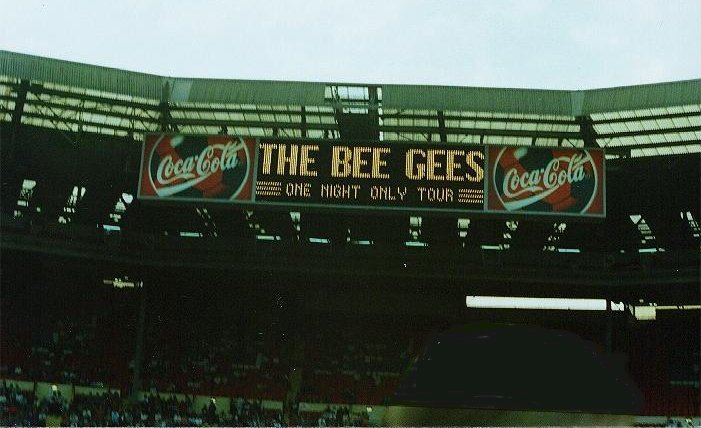 Coca-Cola
THE BEE GEES
ONE NIGHT ONLY TOUR
Coca-Cola